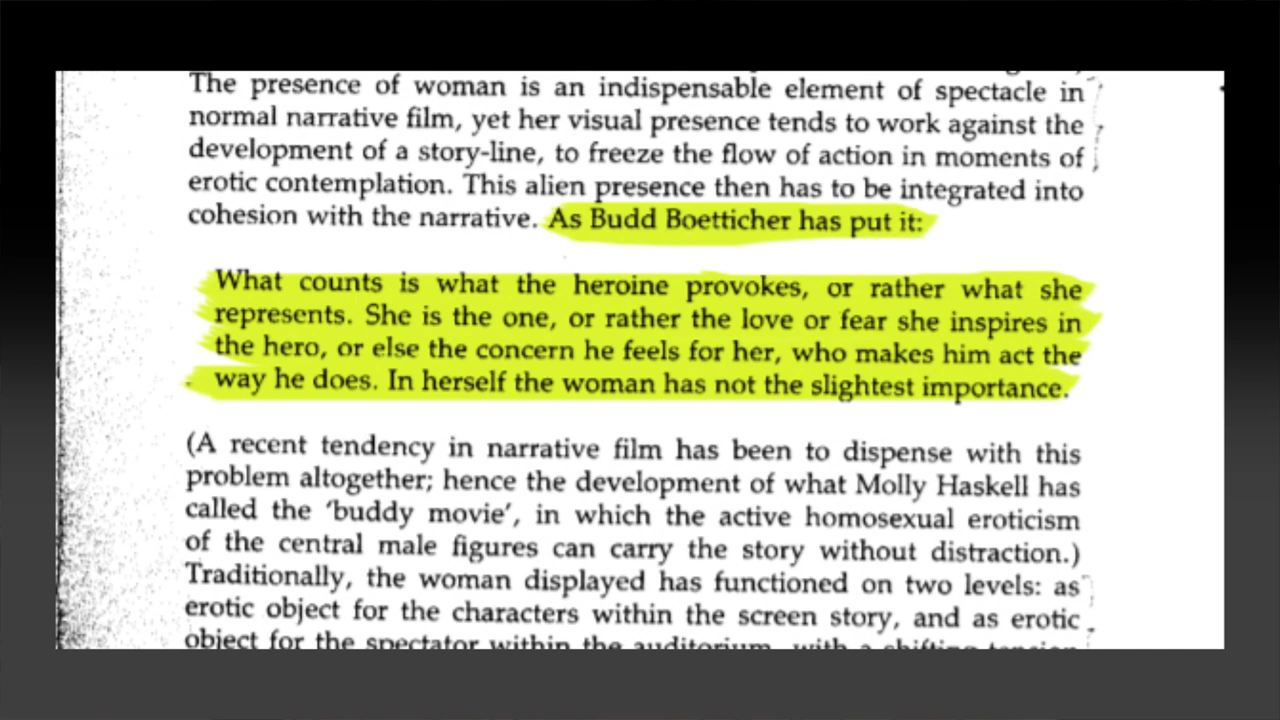 The presence of woman is an indispensable element of spectacle in
normal narrative film, yet her visual presence tends to work against the
development of a story-line, to freeze the flow of action in moments of
erotic contemplation. This alien presence then has to be integrated into
cohesion with the narrative. As Budd Boetticher has put it:
What counts is what the heroine provokes, or rather what she
represents. She is the one, or rather the love or fear she inspires in
the hero, or else the concern he feels for her, who makes him act the
way he does. In herself the woman has not the slightest importance.
(A recent tendency in narrative film has been to dispense with this
problem altogether; hence the development of what Molly Haskell has
called the ‘buddy movie’, in which the active homosexual eroticism
of the central male figures can carry the story without distraction.)
Traditionally, the woman displayed has functioned on two levels: as
erotic object for the characters within the screen story, and as erotic
object for the spectator within the auditorium, with a shifting tension